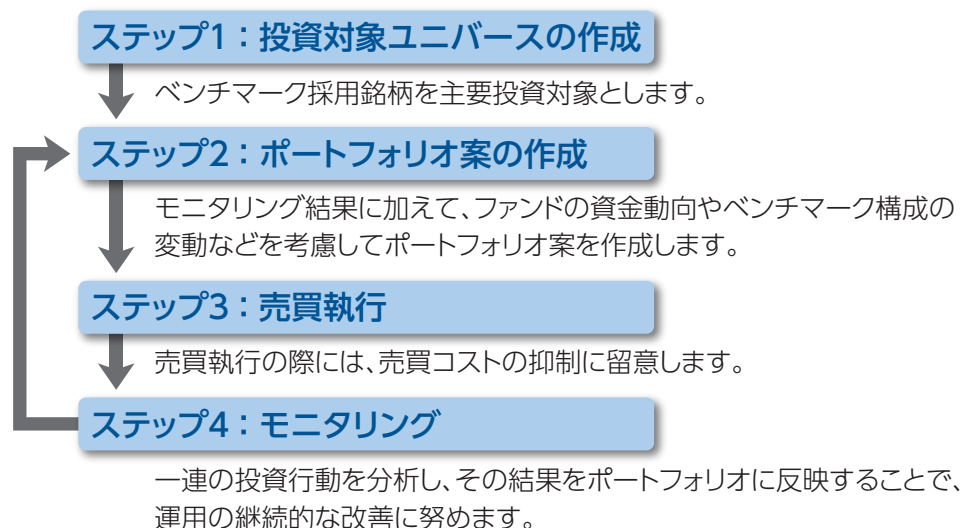 ステップ1：投資対象ユニバースの作成
ベンチマーク採用銘柄を主要投資対象とします。
ステップ2：ポートフォリオ案の作成
モニタリング結果に加えて、ファンドの資金動向やベンチマーク構成の
変動などを考慮してポートフォリオ案を作成します。
ステップ3：売買執行
売買執行の際には、売買コストの抑制に留意します。
ステップ4：モニタリング
一連の投資行動を分析し、その結果をポートフォリオに反映することで、
運用の継続的な改善に努めます。